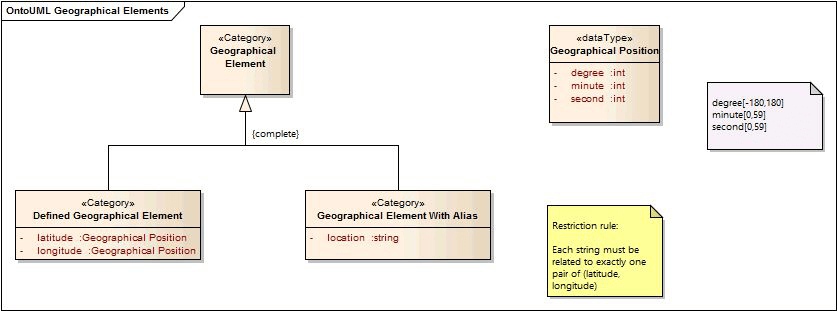 OntoUML Geographical Elements
«Category»
Geographical
Element
{complete}
«Category»
Defined Geographical Element
- latitude :Geographical Position
- longitude :Geographical Position
«Category»
Geographical Element With Alias
- location :string
«dataType»
Geographical Position
- degree :int
- minute :int
- second :int
degree[-180,180]
minute[0,59]
second[0,59]
Restriction rule:
Each string must be
related to exactly one
pair of (latitude,
longitude)